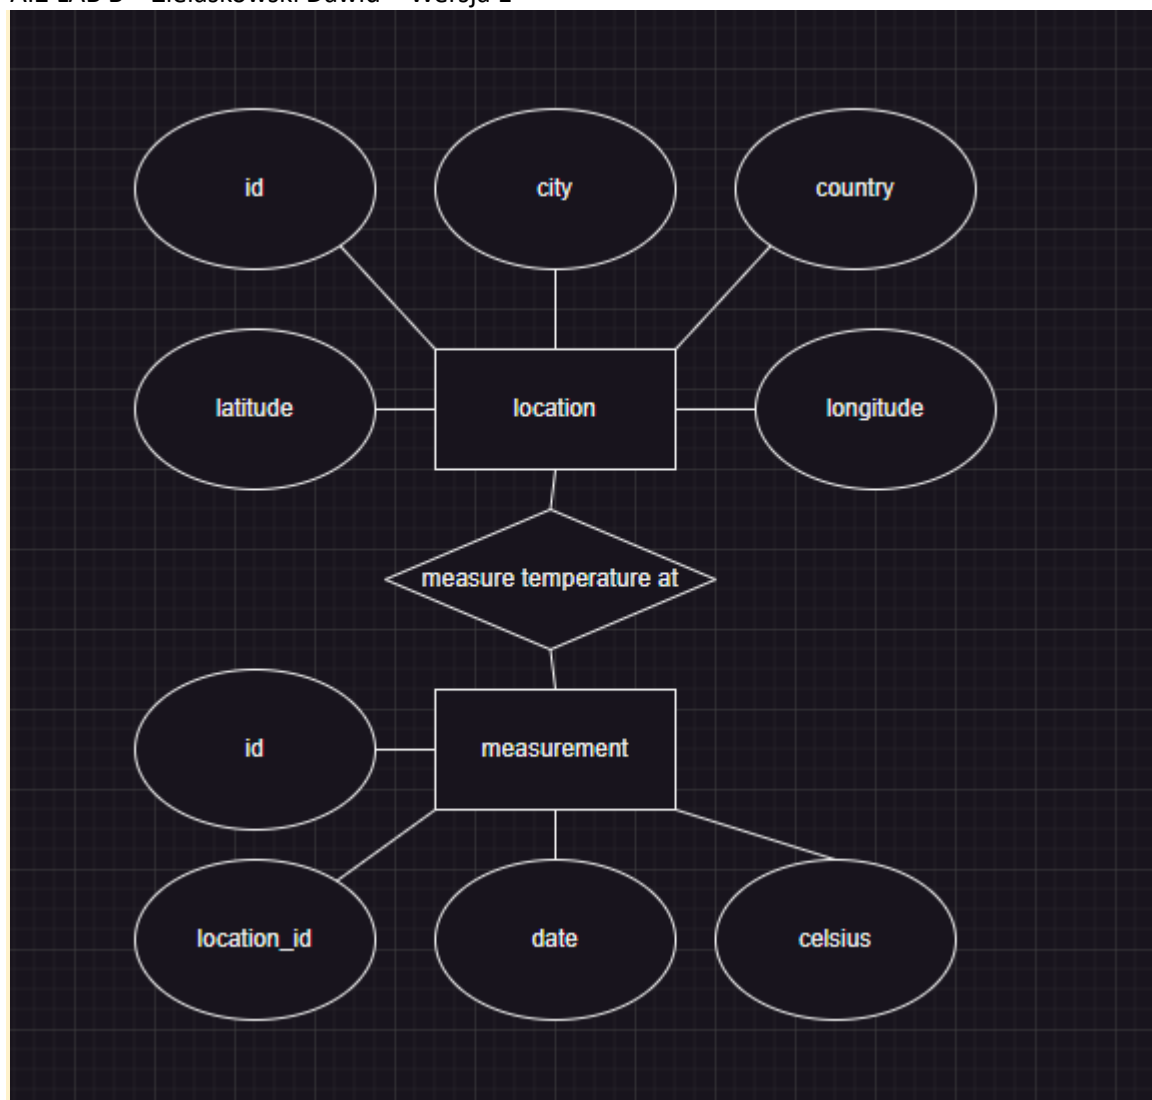 id
city
country
latitude
location
longitude
measure temperature at
id
measurement
location_id
date
celsius